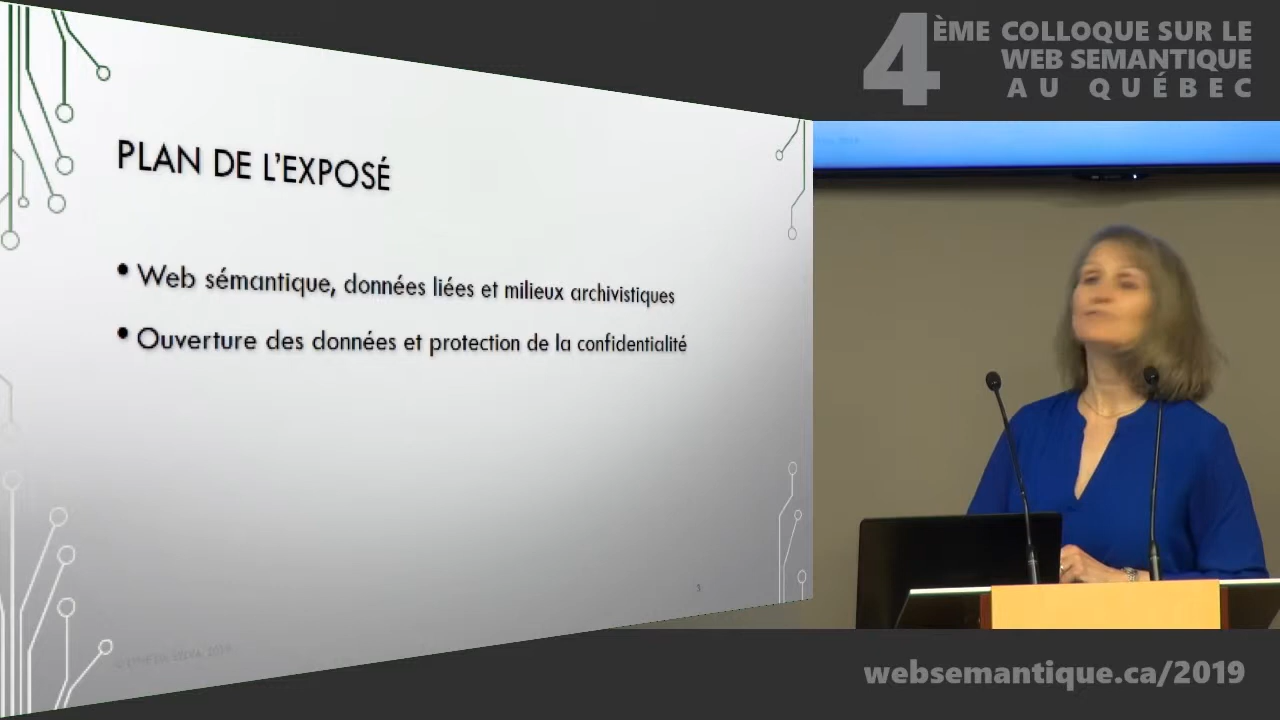 PLAN DE L'EXPOSÉ
• Web sémantique, données liées et milieux archivistiques
• Ouverture des données et protection de la confidentialité
4ÈME COLLOQUE SUR LE
WEB SEMANTIQUE
AU QUÉBEC
websemantique.ca/2019